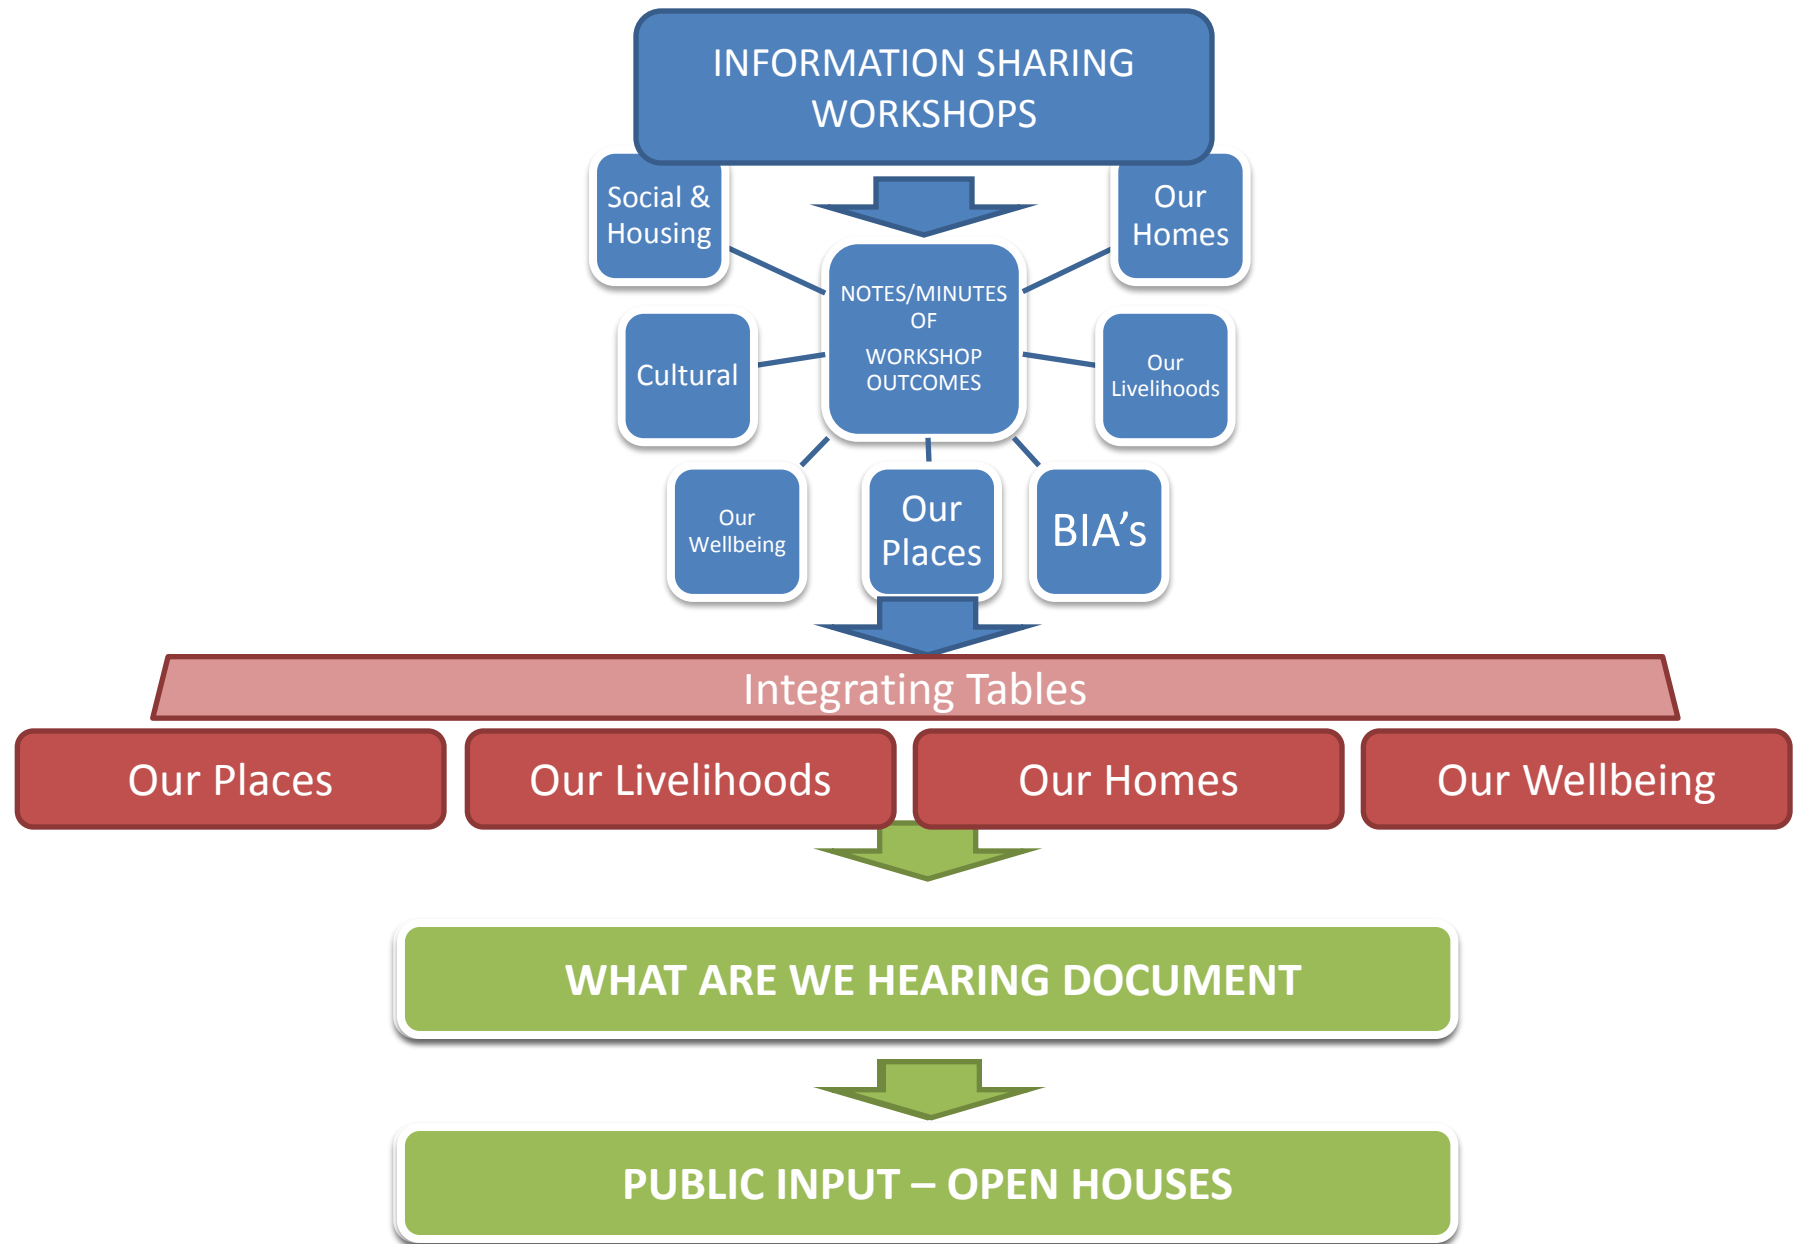 INFORMATION SHARING
WORKSHOPS
Social &
Housing
Our
Homes
NOTES/MINUTES
OF
WORKSHOP
OUTCOMES
Cultural
Our
Livelihoods
Our
Wellbeing
Our
Places
BIA’s
Integrating Tables
Our Places
Our Livelihoods
Our Homes
Our Wellbeing
WHAT ARE WE HEARING DOCUMENT
PUBLIC INPUT – OPEN HOUSES